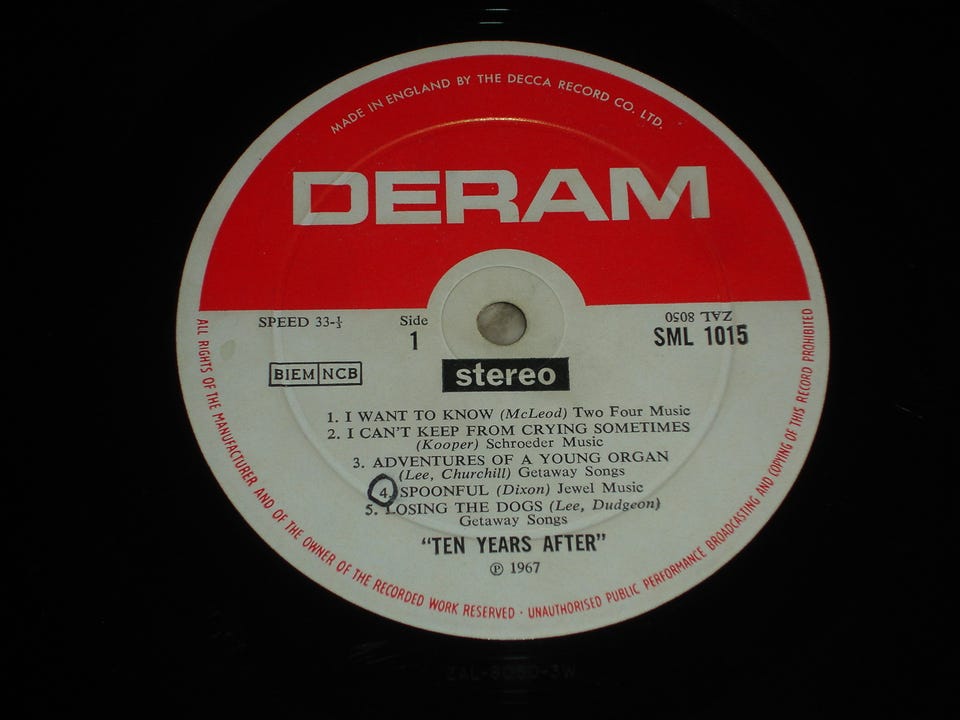 MADE IN ENGLAND BY THE DECCA RECORD CO. LTD.
DERAM
SPEED 33-⅓
Side
1
ZAL 8050
SML 1015
BIEM NCB
stereo
1. I WANT TO KNOW (McLeod) Two Four Music
2. I CAN'T KEEP FROM CRYING SOMETIMES
(Kooper) Schroeder Music
3. ADVENTURES OF A YOUNG ORGAN
(Lee, Churchill) Getaway Songs
4. SPOONFUL (Dixon) Jewel Music
5. LOSING THE DOGS (Lee, Dudgeon)
Getaway Songs
"TEN YEARS AFTER"
℗ 1967
ALL RIGHTS OF THE MANUFACTURER AND OF THE OWNER OF THE RECORDED WORK RESERVED · UNAUTHORISED PUBLIC PERFORMANCE BROADCASTING AND COPYING OF THIS RECORD PROHIBITED
ZAL-8050-3W